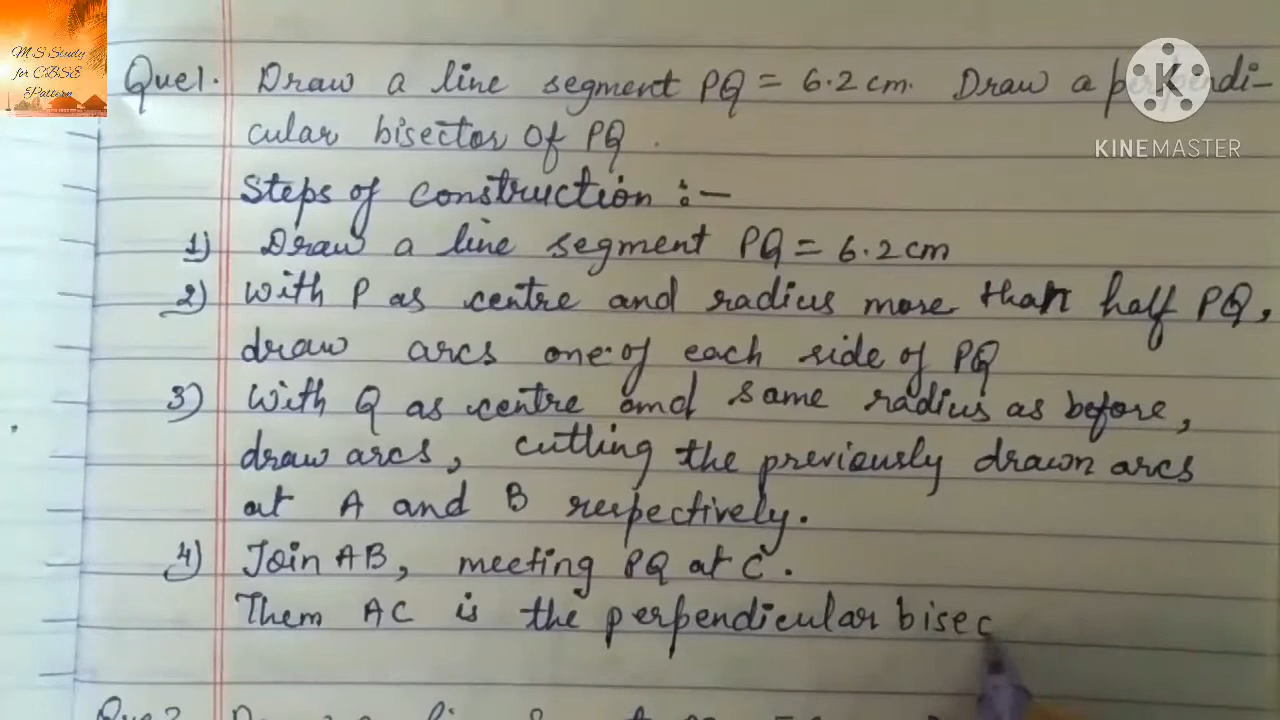 M.S Study
for CBSE
Pattern
KINEMASTER
Que1. Draw a line segment PQ = 6.2 cm. Draw a perpendi-
cular bisector of PQ.
Steps of construction :-
1) Draw a line segment PQ = 6.2 cm
2) With P as centre and radius more than half PQ,
draw arcs one of each side of PQ
3) With Q as centre and same radius as before,
draw arcs, cutting the previously drawn arcs
at A and B respectively.
4) Join AB, meeting PQ at C.
Them AC is the perpendicular bisec